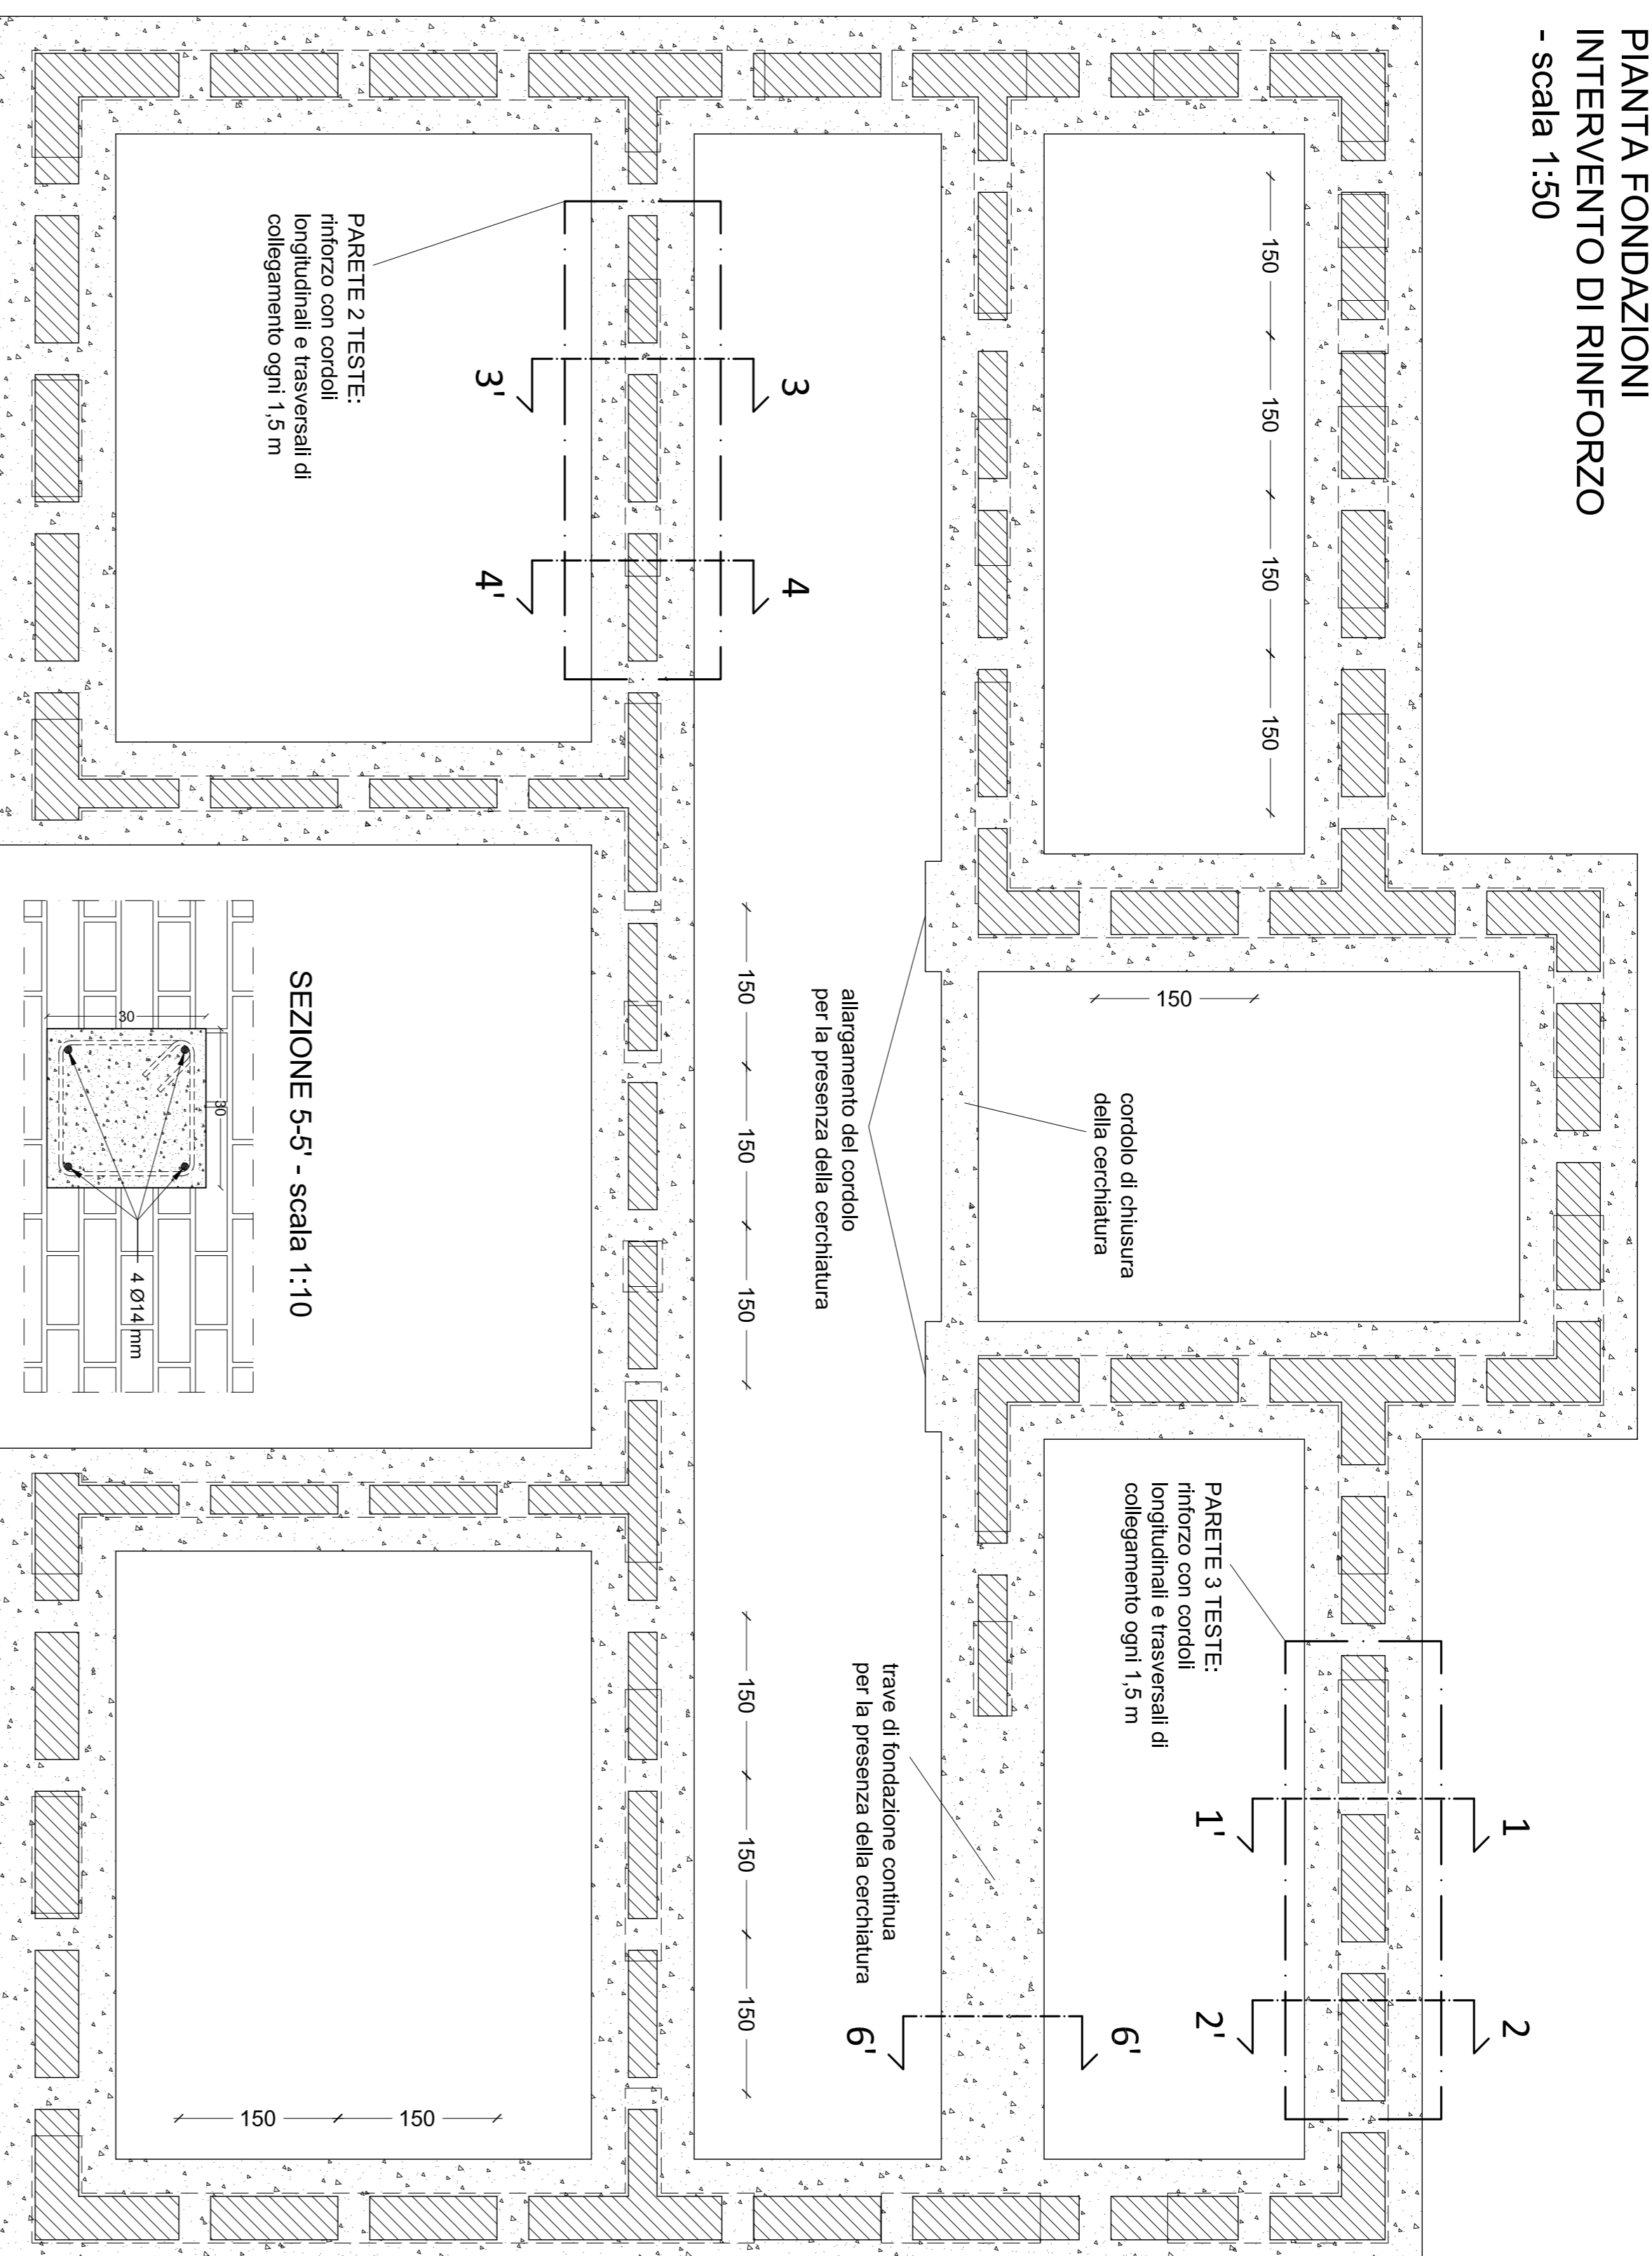 PIANTA FONDAZIONI
INTERVENTO DI RINFORZO
- scala 1:50
150
150
150
150
1
2
1'
2'
PARETE 3 TESTE:
rinforzo con cordoli
longitudinali e trasversali di
collegamento ogni 1,5 m
150
cordolo di chiusura
della cerchiatura
6'
6'
trave di fondazione continua
per la presenza della cerchiatura
allargamento del cordolo
per la presenza della cerchiatura
3
4
150
150
150
150
150
150
3'
4'
PARETE 2 TESTE:
rinforzo con cordoli
longitudinali e trasversali di
collegamento ogni 1,5 m
150
150
SEZIONE 5-5' - scala 1:10
30
30
4 Ø14 mm